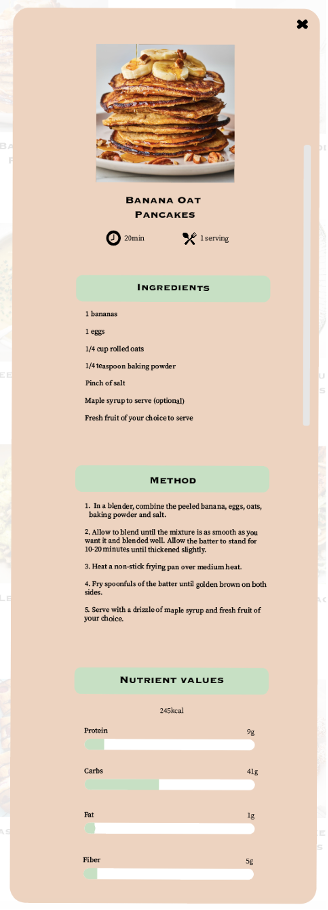 Banana Oat
Pancakes
20min
1 serving
Ingredients
1 bananas
1 eggs
1/4 cup rolled oats
1/4 teaspoon baking powder
Pinch of salt
Maple syrup to serve (optional)
Fresh fruit of your choice to serve
Method
1. In a blender, combine the peeled banana, eggs, oats,
baking powder and salt.
2. Allow to blend until the mixture is as smooth as you
want it and blended well. Allow the batter to stand for
10-20 minutes until thickened slightly.
3. Heat a non-stick frying pan over medium heat.
4. Fry spoonfuls of the batter until golden brown on both
sides.
5. Serve with a drizzle of maple syrup and fresh fruit of
your choice.
Nutrient values
245kcal
Protein 9g
Carbs 41g
Fat 1g
Fiber 5g